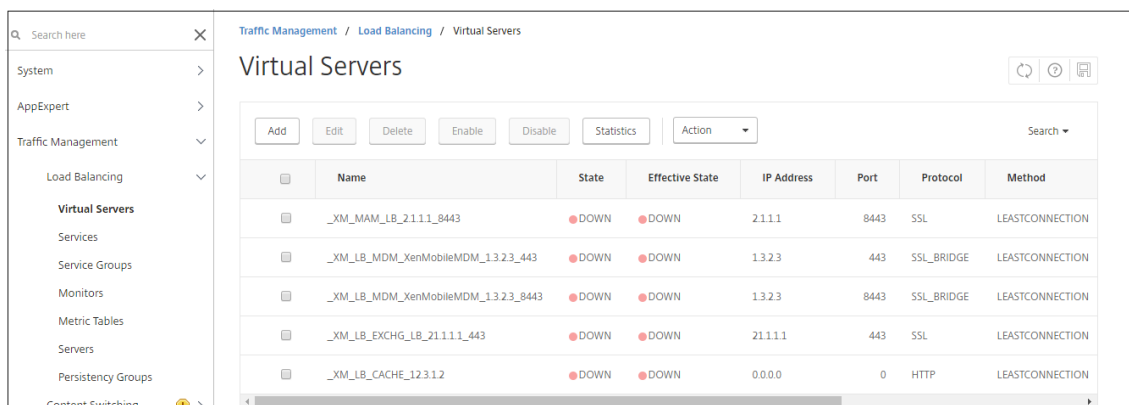 Search here
System
AppExpert
Traffic Management
Load Balancing
Virtual Servers
Services
Service Groups
Monitors
Metric Tables
Servers
Persistency Groups
Content Switching
Traffic Management / Load Balancing / Virtual Servers
Virtual Servers
Add Edit Delete Enable Disable Statistics Action Search
Name State Effective State IP Address Port Protocol Method
_XM_MAM_LB_2.1.1.1_8443 DOWN DOWN 2.1.1.1 8443 SSL LEASTCONNECTION
_XM_LB_MDM_XenMobileMDM_1.3.2.3_443 DOWN DOWN 1.3.2.3 443 SSL_BRIDGE LEASTCONNECTION
_XM_LB_MDM_XenMobileMDM_1.3.2.3_8443 DOWN DOWN 1.3.2.3 8443 SSL_BRIDGE LEASTCONNECTION
_XM_LB_EXCHG_LB_21.1.1.1_443 DOWN DOWN 21.1.1.1 443 SSL LEASTCONNECTION
_XM_LB_CACHE_12.3.1.2 DOWN DOWN 0.0.0.0 0 HTTP LEASTCONNECTION